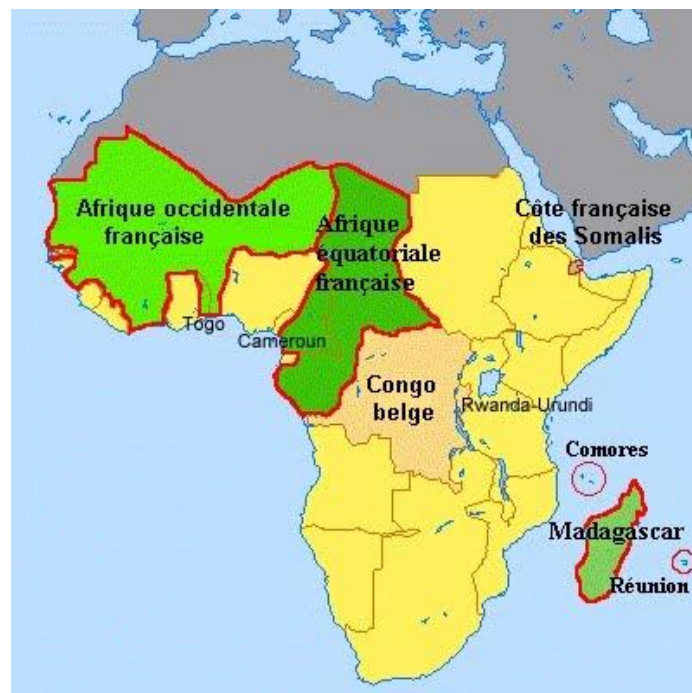 Afrique occidentale
française
Afrique
équatoriale
française
Côte française
des Somalis
Togo
Cameroun
Congo
belge
Rwanda-Urundi
Comores
Madagascar
Réunion